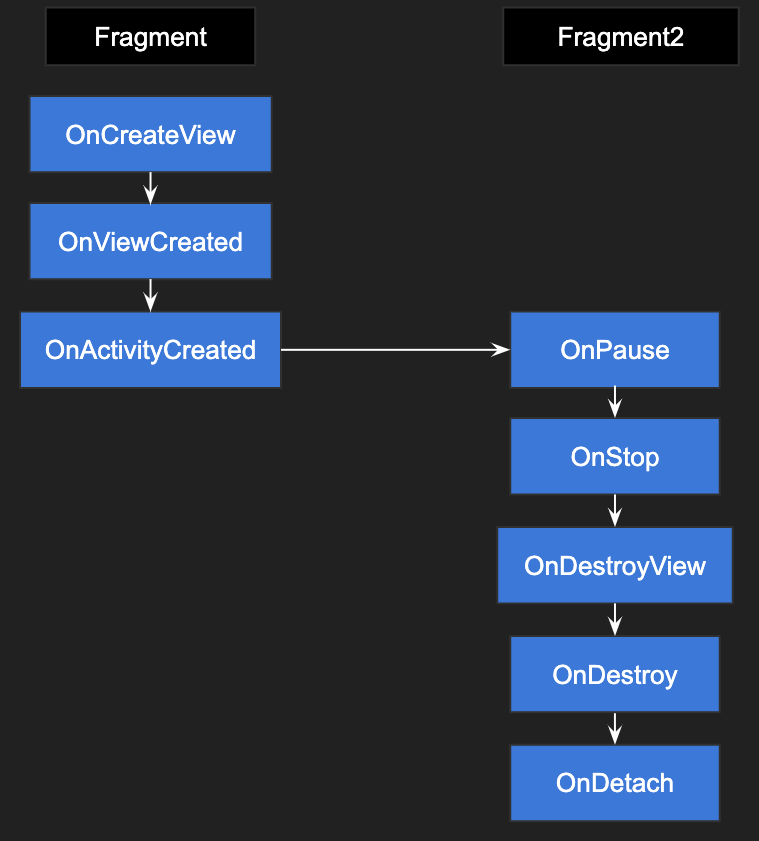 Fragment
Fragment2
OnCreateView
OnViewCreated
OnActivityCreated
OnPause
OnStop
OnDestroyView
OnDestroy
OnDetach